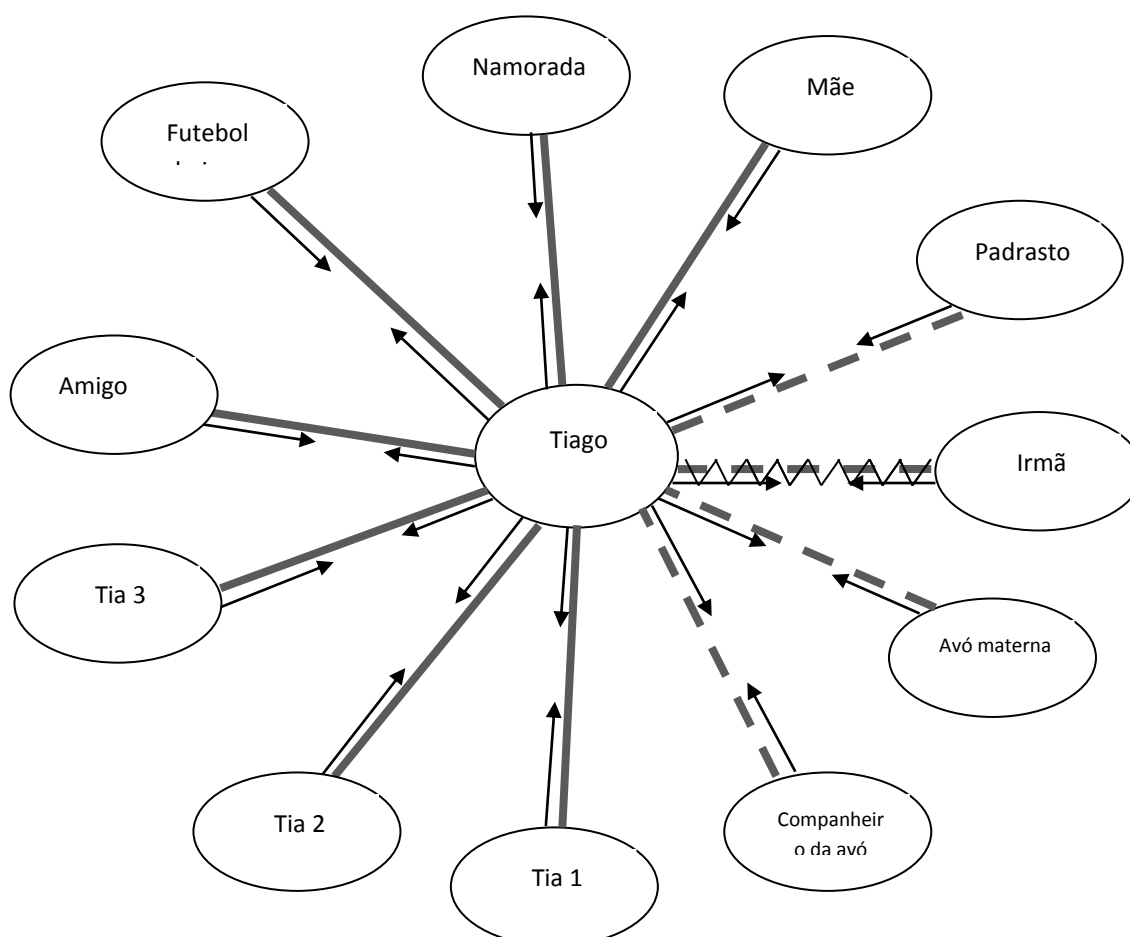 Namorada
Mãe
Futebol
Padrasto
Amigo
Tiago
Irmã
Tia 3
Avó materna
Tia 2
Companheir
o da avó
Tia 1